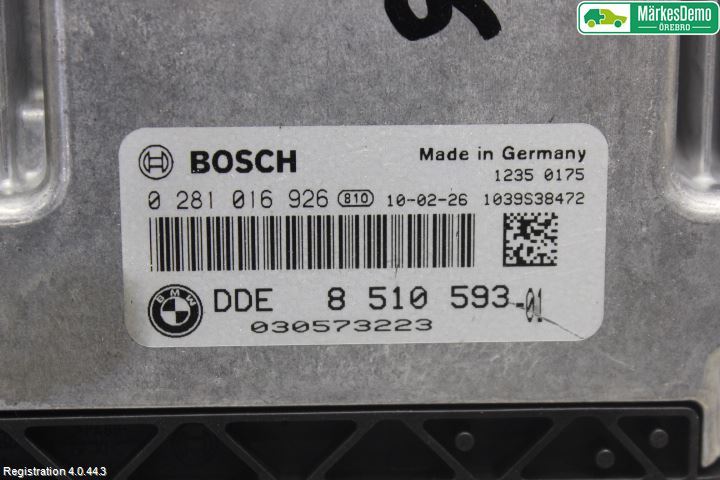 MärkesDemo
ÖREBRO
BOSCH
Made in Germany
1235 0175
0 281 016 926 810 10-02-26 1039S38472
BMW
DDE 8 510 593-01
030573223
Registration 4.0.44.3